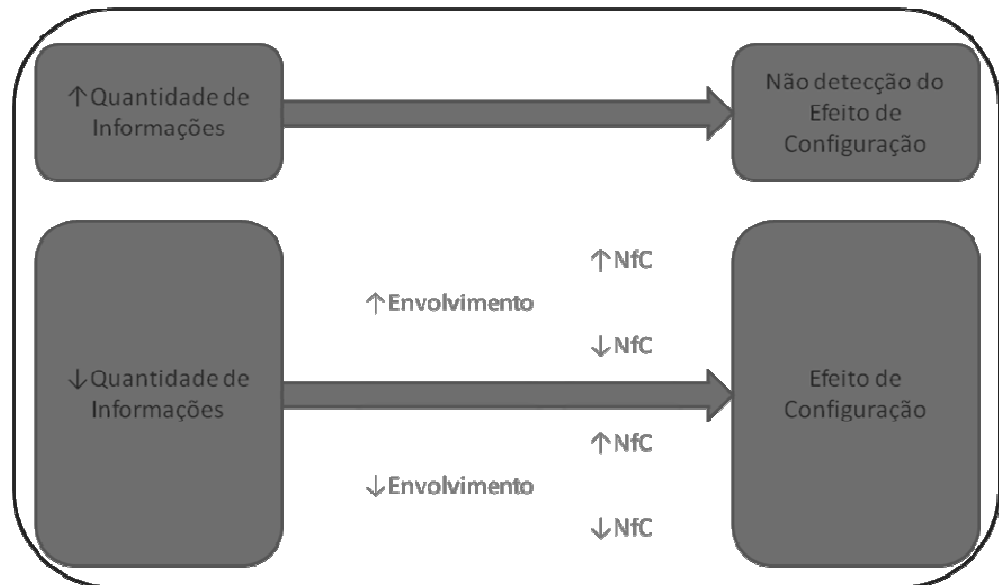 ↑Quantidade de
Informações
Não detecção do
Efeito de
Configuração
↑NfC
↑Envolvimento
↓NfC
↓Quantidade de
Informações
Efeito de
Configuração
↑NfC
↓Envolvimento
↓NfC